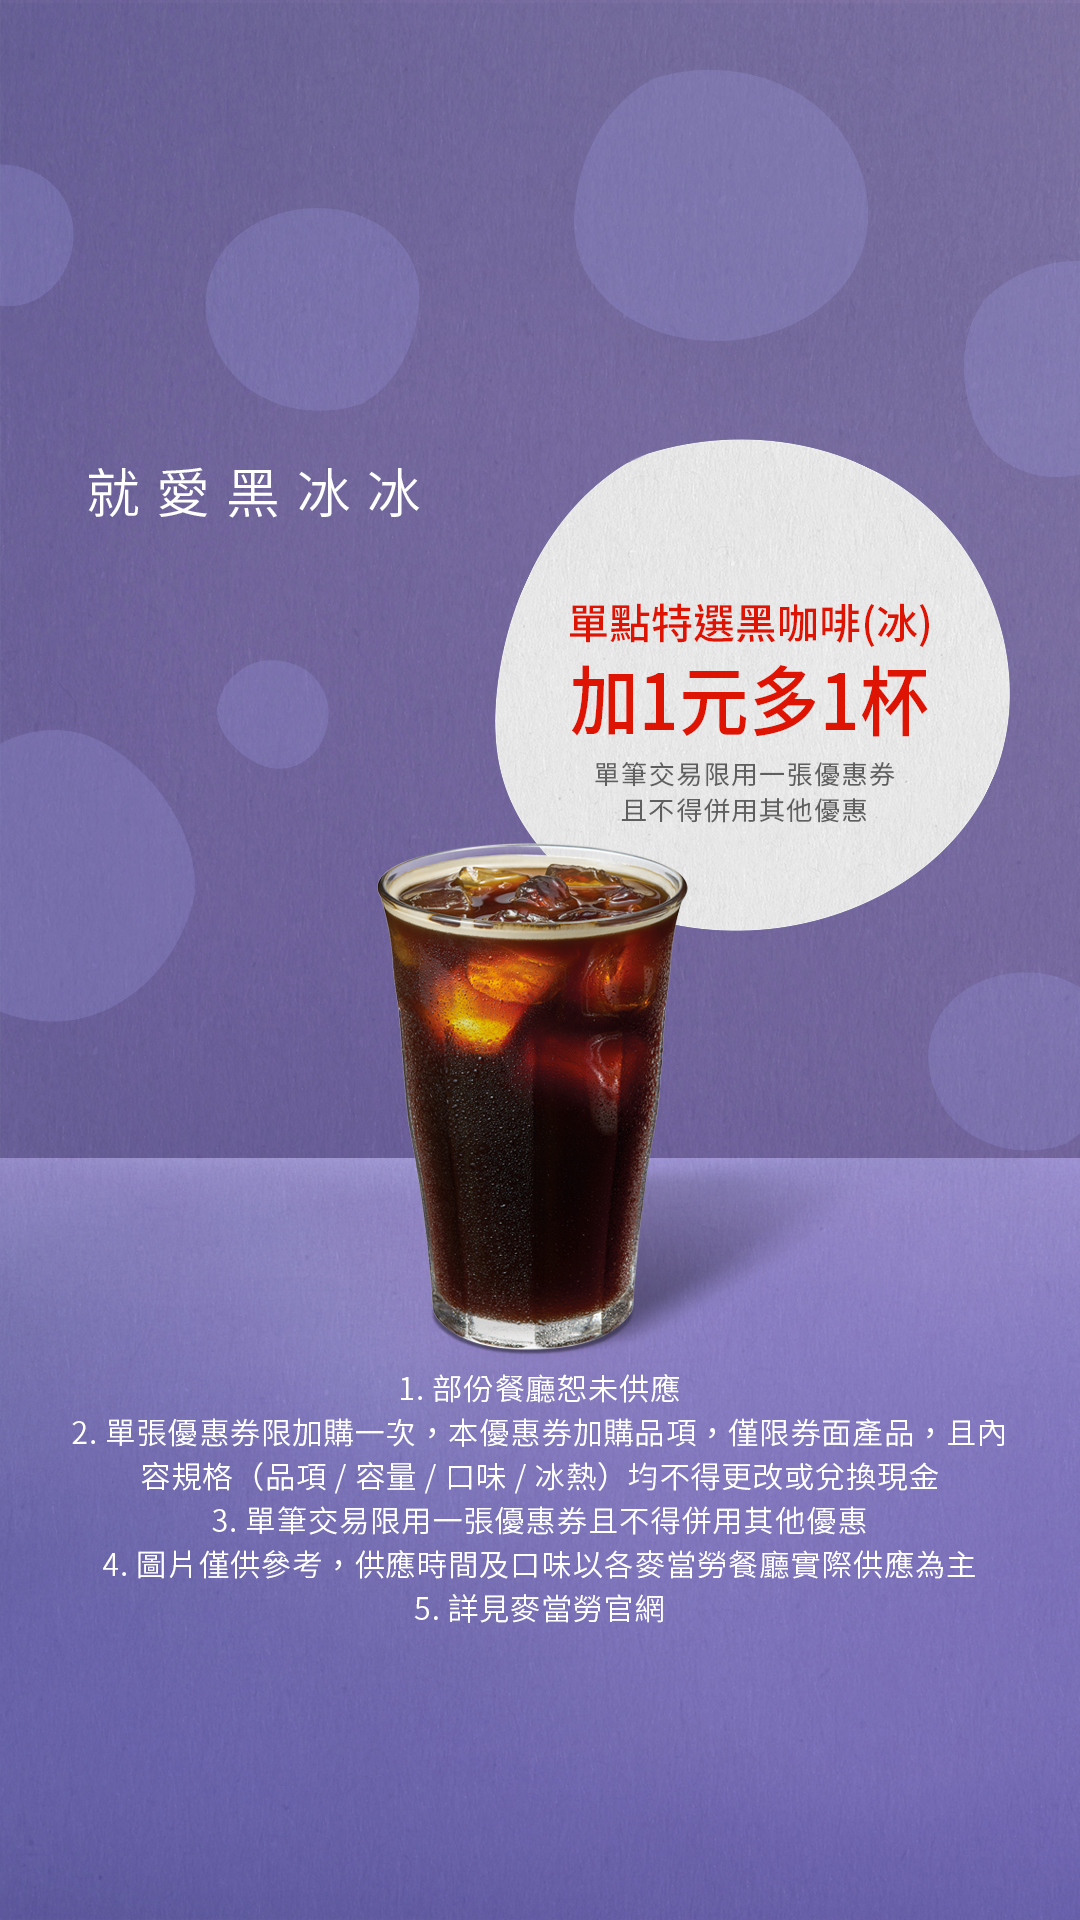 就愛黑冰冰
單點特選黑咖啡(冰)
加1元多1杯
單筆交易限用一張優惠券
且不得併用其他優惠
1. 部份餐廳恕未供應
2. 單張優惠券限加購一次，本優惠券加購品項，僅限券面產品，且內
容規格（品項 / 容量 / 口味 / 冰熱）均不得更改或兌換現金
3. 單筆交易限用一張優惠券且不得併用其他優惠
4. 圖片僅供參考，供應時間及口味以各麥當勞餐廳實際供應為主
5. 詳見麥當勞官網